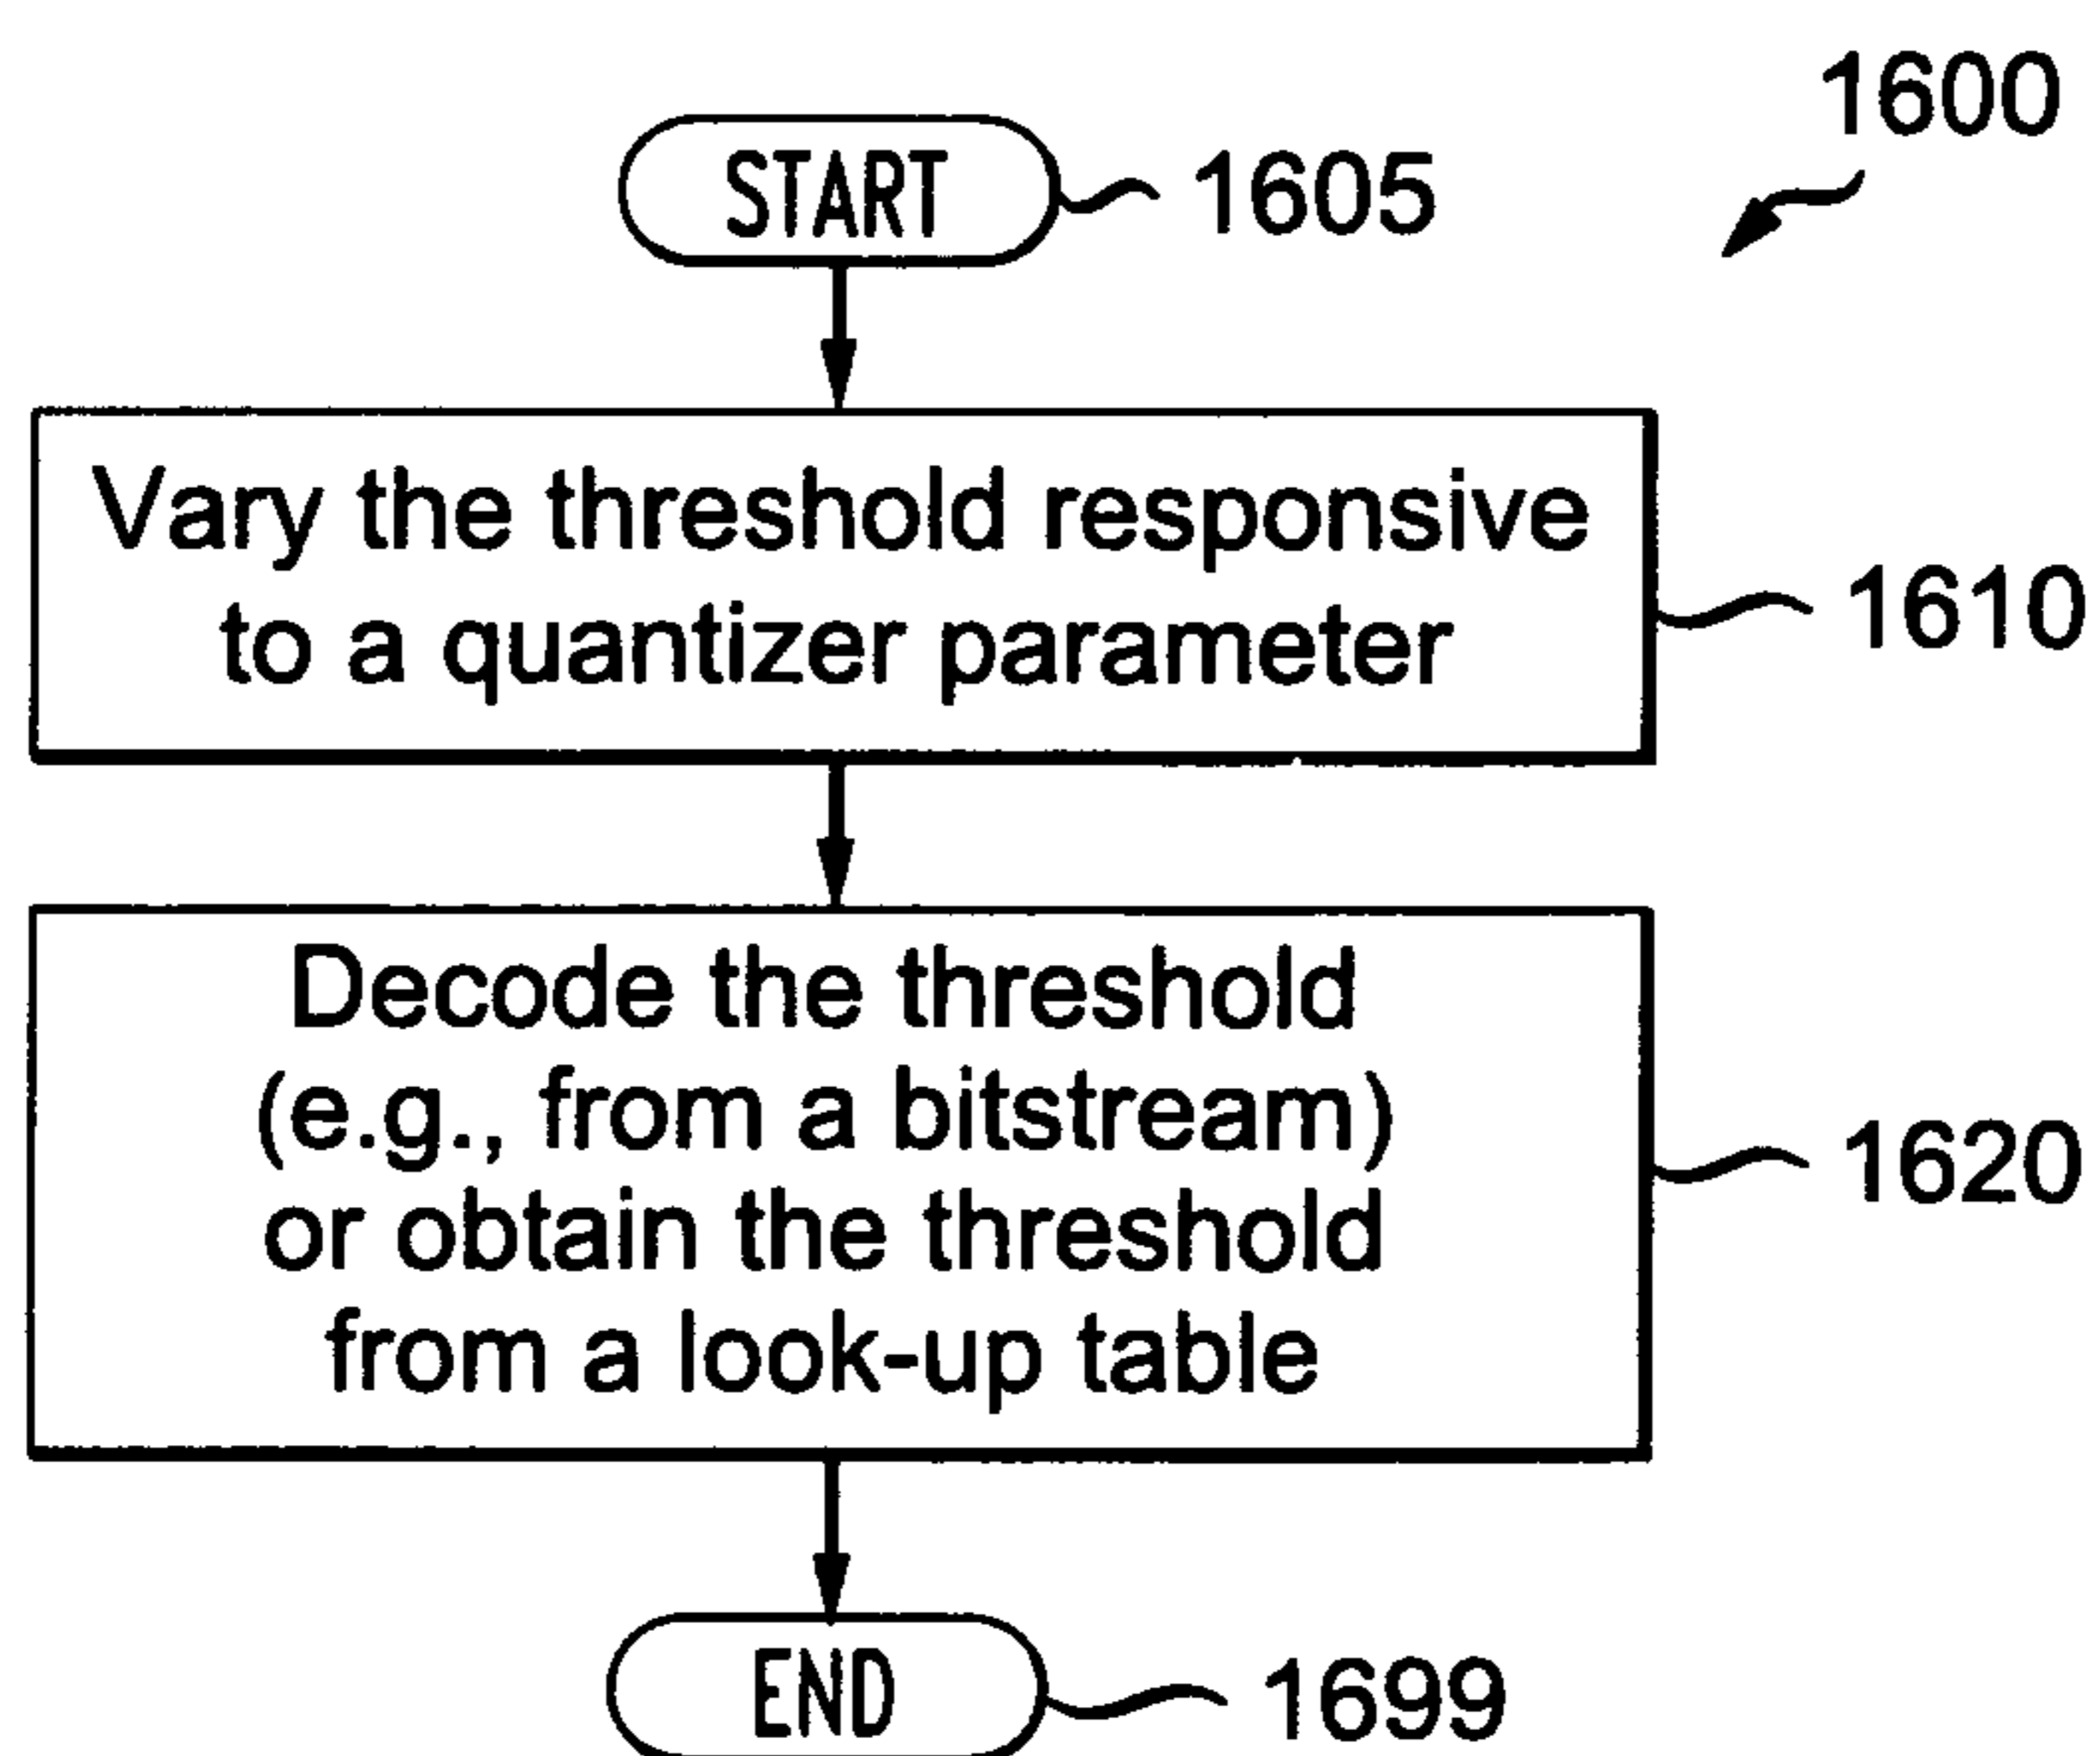 1600
START
1605
Vary the threshold responsive
to a quantizer parameter
1610
Decode the threshold
(e.g., from a bitstream)
or obtain the threshold
from a look-up table
1620
END
1699